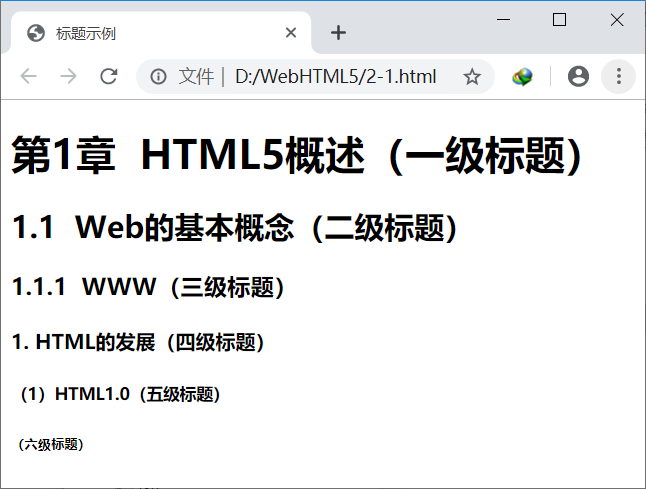 标题示例
文件 | D:/WebHTML5/2-1.html
第1章  HTML5概述（一级标题）
1.1  Web的基本概念（二级标题）
1.1.1  WWW（三级标题）
1. HTML的发展（四级标题）
（1）HTML1.0（五级标题）
（六级标题）